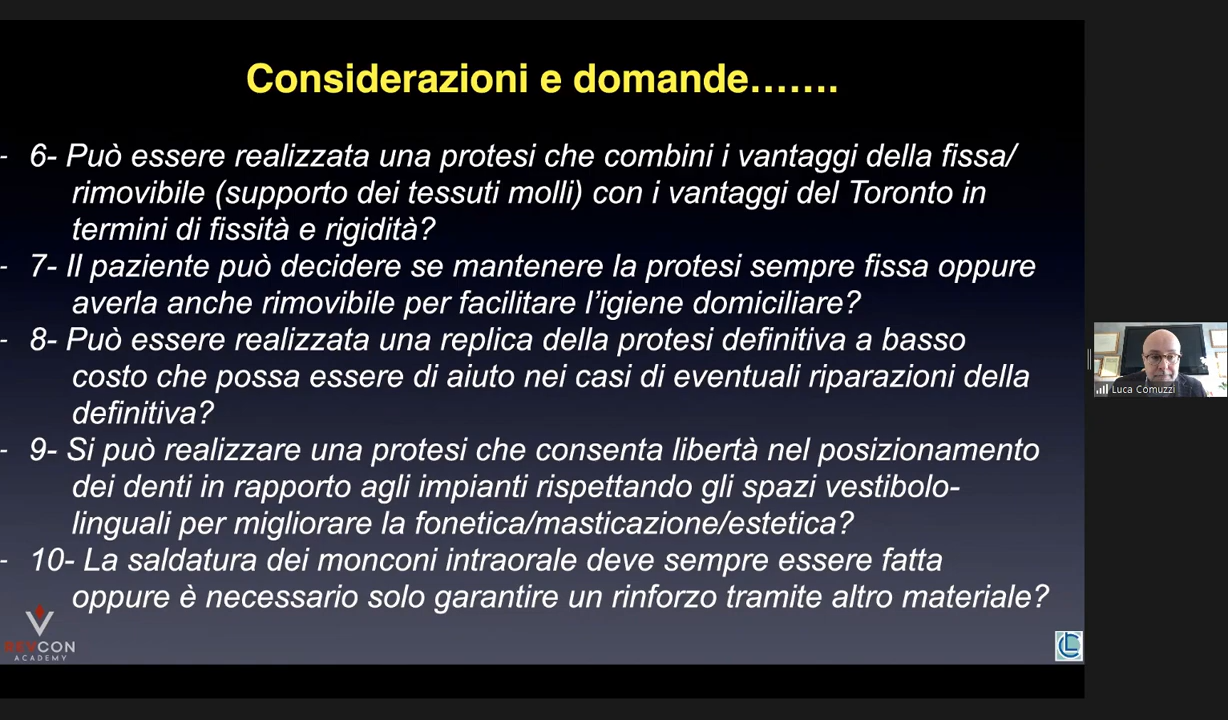 Considerazioni e domande.......
- 6- Può essere realizzata una protesi che combini i vantaggi della fissa/
rimovibile (supporto dei tessuti molli) con i vantaggi del Toronto in
termini di fissità e rigidità?
- 7- Il paziente può decidere se mantenere la protesi sempre fissa oppure
averla anche rimovibile per facilitare l'igiene domiciliare?
- 8- Può essere realizzata una replica della protesi definitiva a basso
costo che possa essere di aiuto nei casi di eventuali riparazioni della
definitiva?
- 9- Si può realizzare una protesi che consenta libertà nel posizionamento
dei denti in rapporto agli impianti rispettando gli spazi vestibolo-
linguali per migliorare la fonetica/masticazione/estetica?
- 10- La saldatura dei monconi intraorale deve sempre essere fatta
oppure è necessario solo garantire un rinforzo tramite altro materiale?
Luca Comuzzi
ACADEMY